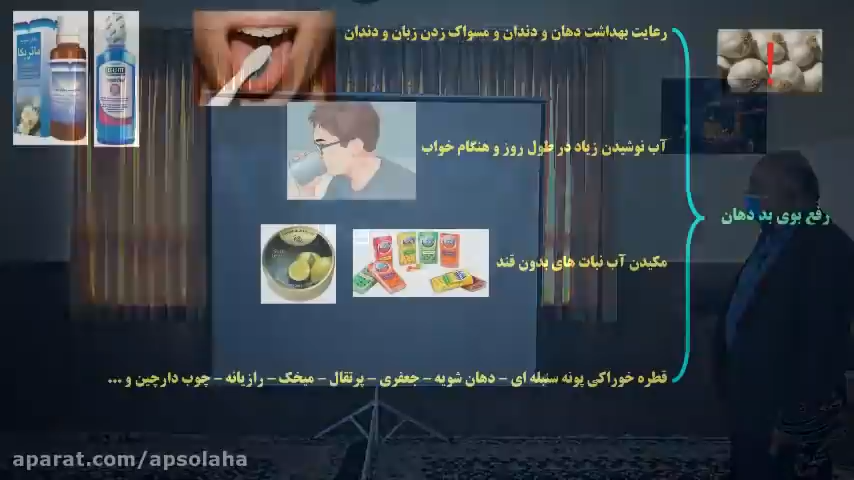 رعایت بهداشت دهان و دندان و مسواک زدن زبان و دندان
آب نوشیدن زیاد در طول روز و هنگام خواب
رفع بوی بد دهان
مکیدن آب نبات های بدون قند
قطره خوراکی پونه سنبله ای - دهان شویه - جعفری - پرتقال - میخک - رازیانه - چوب دارچین و ...
aparat.com/apsolaha